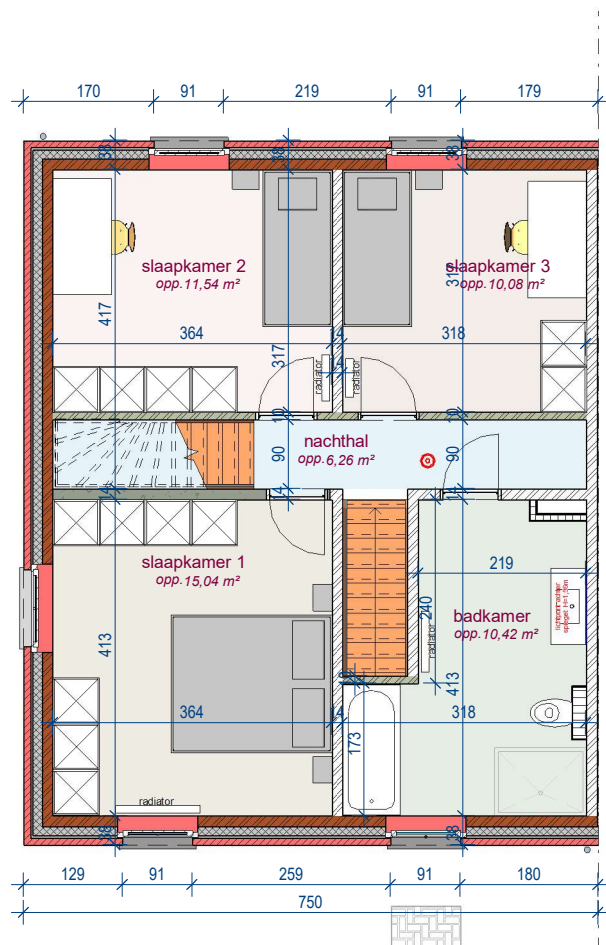 170 91 219 91 179
38 38 38
slaapkamer 2
opp.11,54 m²
slaapkamer 3
opp.10,08 m²
417
364 14 318
317
14
radiator
radiator
10 10
nachthal
opp.6,26 m²
90 90
14 14 14
slaapkamer 1
opp.15,04 m²
219
badkamer
opp.10,42 m²
240
radiator
413
413
364 14 318
173
radiator
38 38
129 91 259 91 180
750